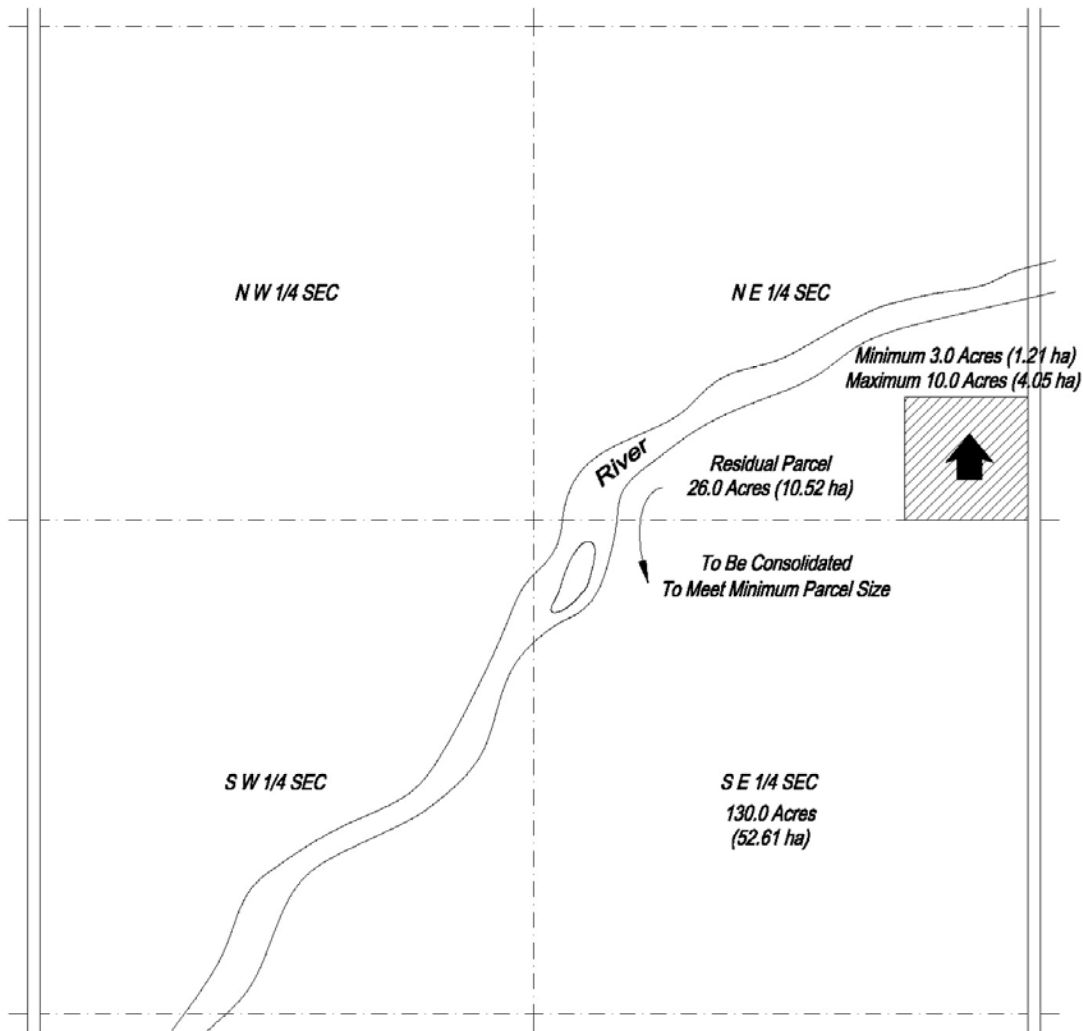 N W 1/4 SEC
N E 1/4 SEC
Minimum 3.0 Acres (1.21 ha)
Maximum 10.0 Acres (4.05 ha)
River
Residual Parcel
26.0 Acres (10.52 ha)
To Be Consolidated
To Meet Minimum Parcel Size
S W 1/4 SEC
S E 1/4 SEC
130.0 Acres
(52.61 ha)